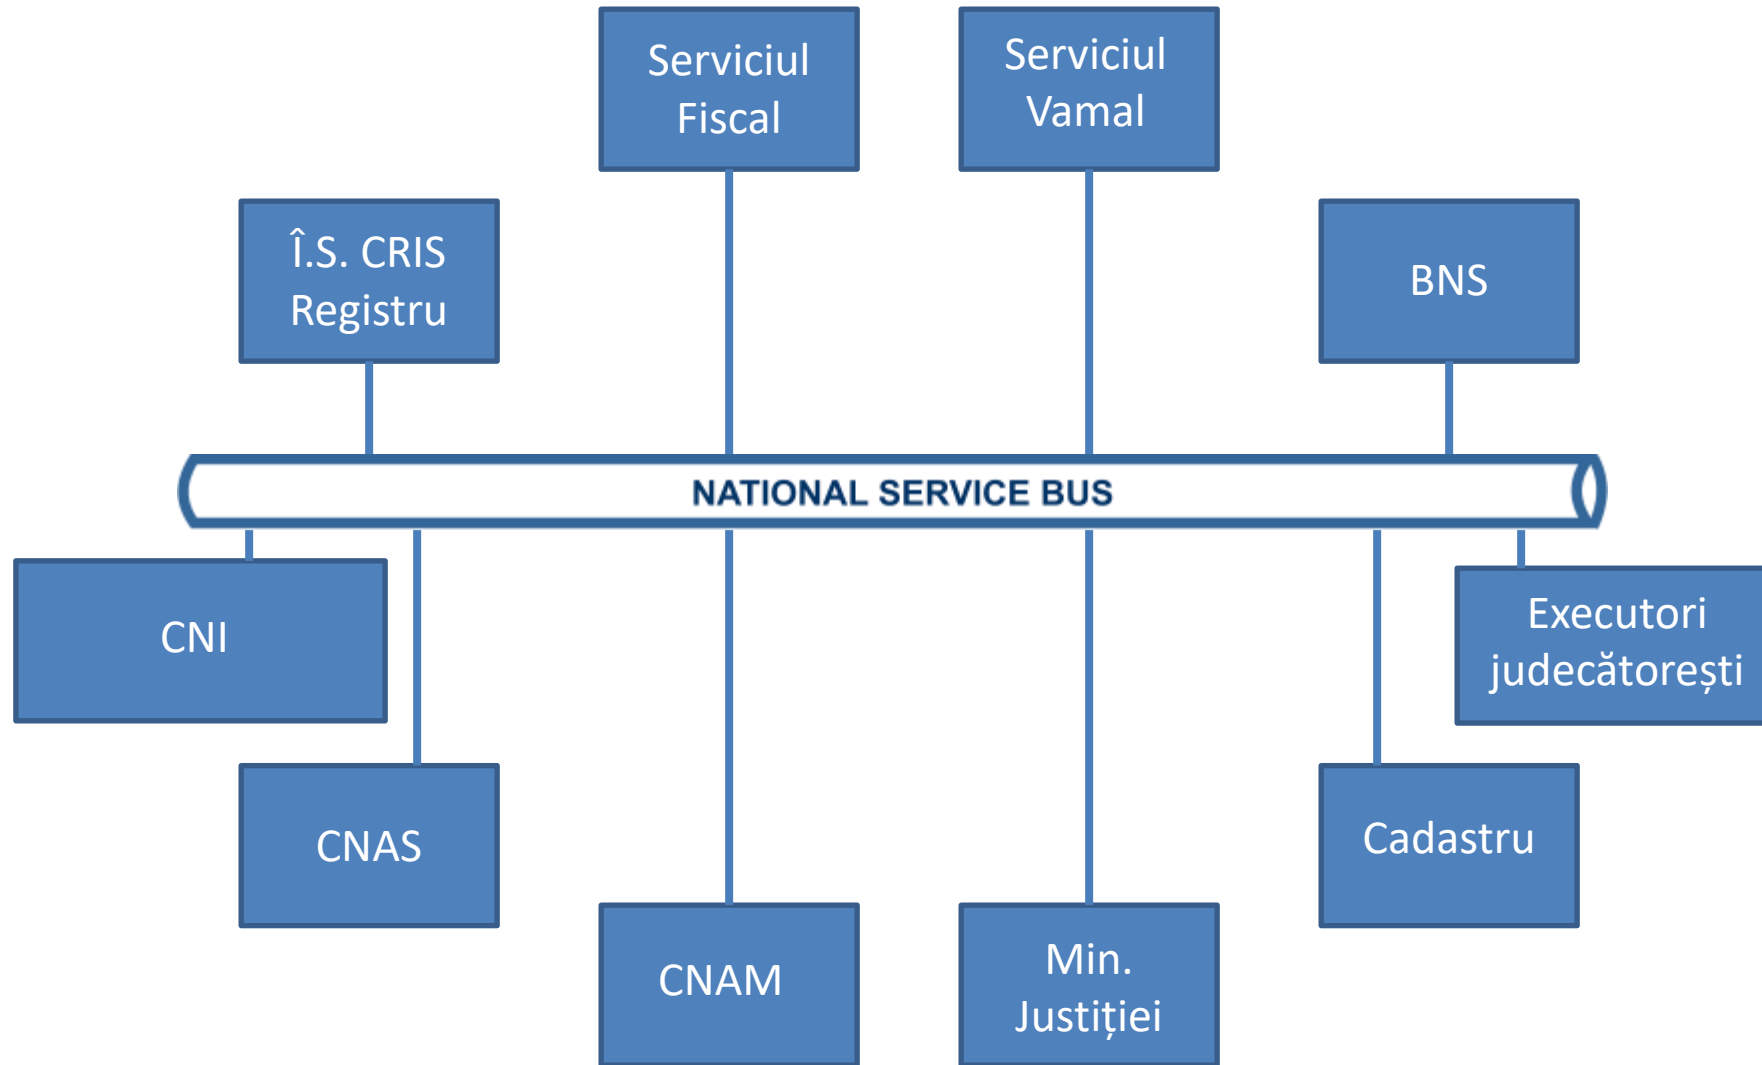 Serviciul
Fiscal
Serviciul
Vamal
Î.S. CRIS
Registru
BNS
NATIONAL SERVICE BUS
CNI
Executori
judecătorești
CNAS
Cadastru
CNAM
Min.
Justiției